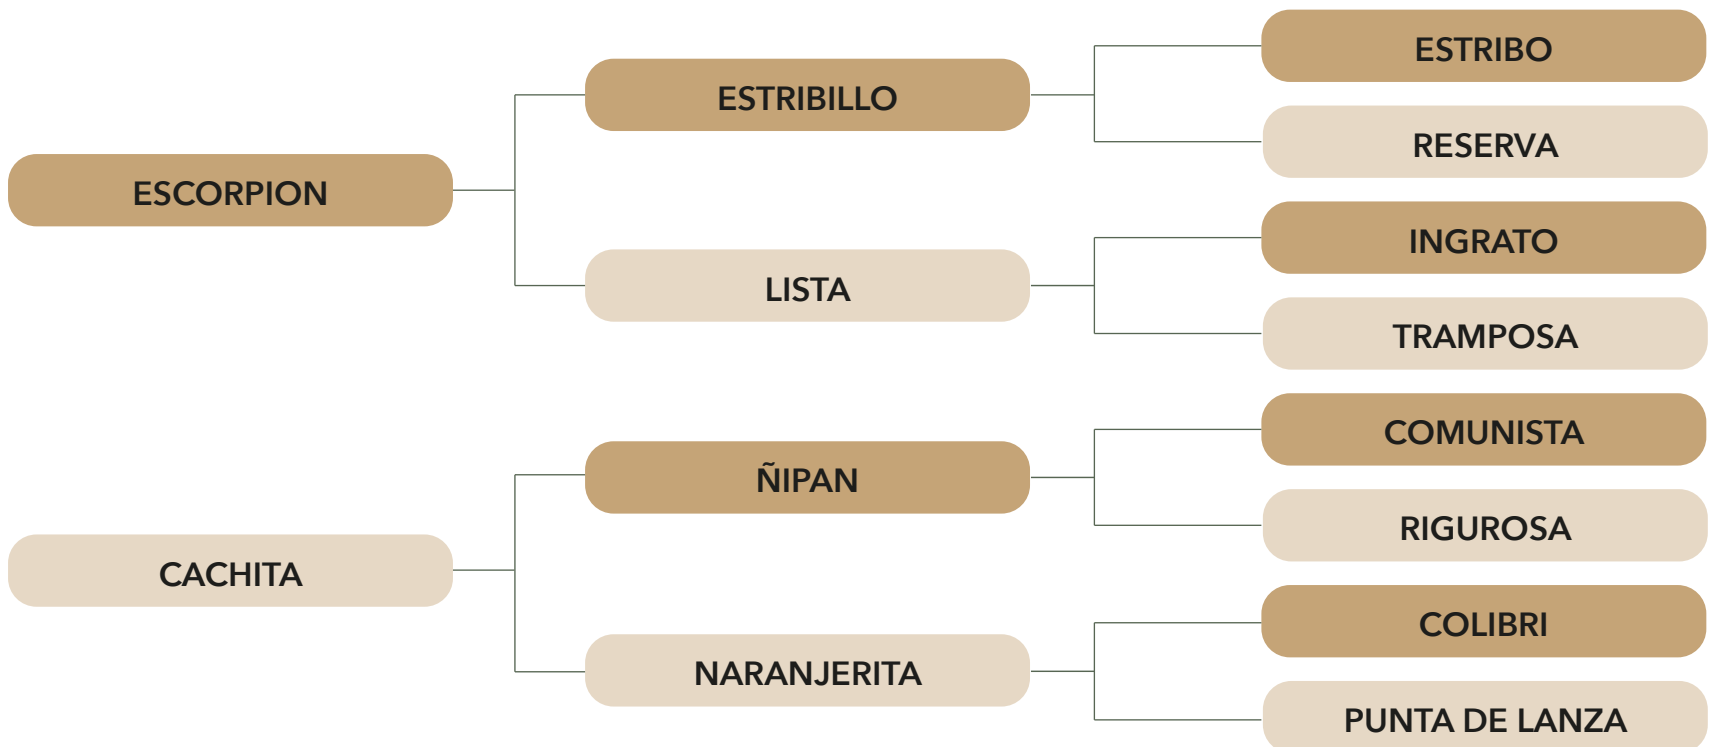 ESTRIBO
ESTRIBILLO
RESERVA
ESCORPION
INGRATO
LISTA
TRAMPOSA
COMUNISTA
ÑIPAN
RIGUROSA
CACHITA
COLIBRI
NARANJERITA
PUNTA DE LANZA